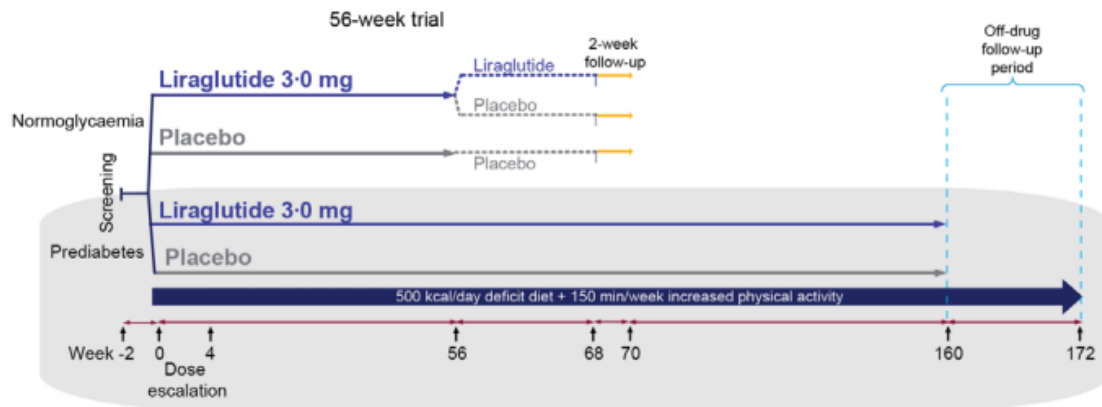 56-week trial
Off-drug
follow-up
period
2-week
follow-up
Liraglutide
Liraglutide 3·0 mg
Placebo
Normoglycaemia
Placebo
Placebo
Screening
Liraglutide 3·0 mg
Prediabetes
Placebo
500 kcal/day deficit diet + 150 min/week increased physical activity
Week -2 0 4 56 68 70 160 172
Dose
escalation